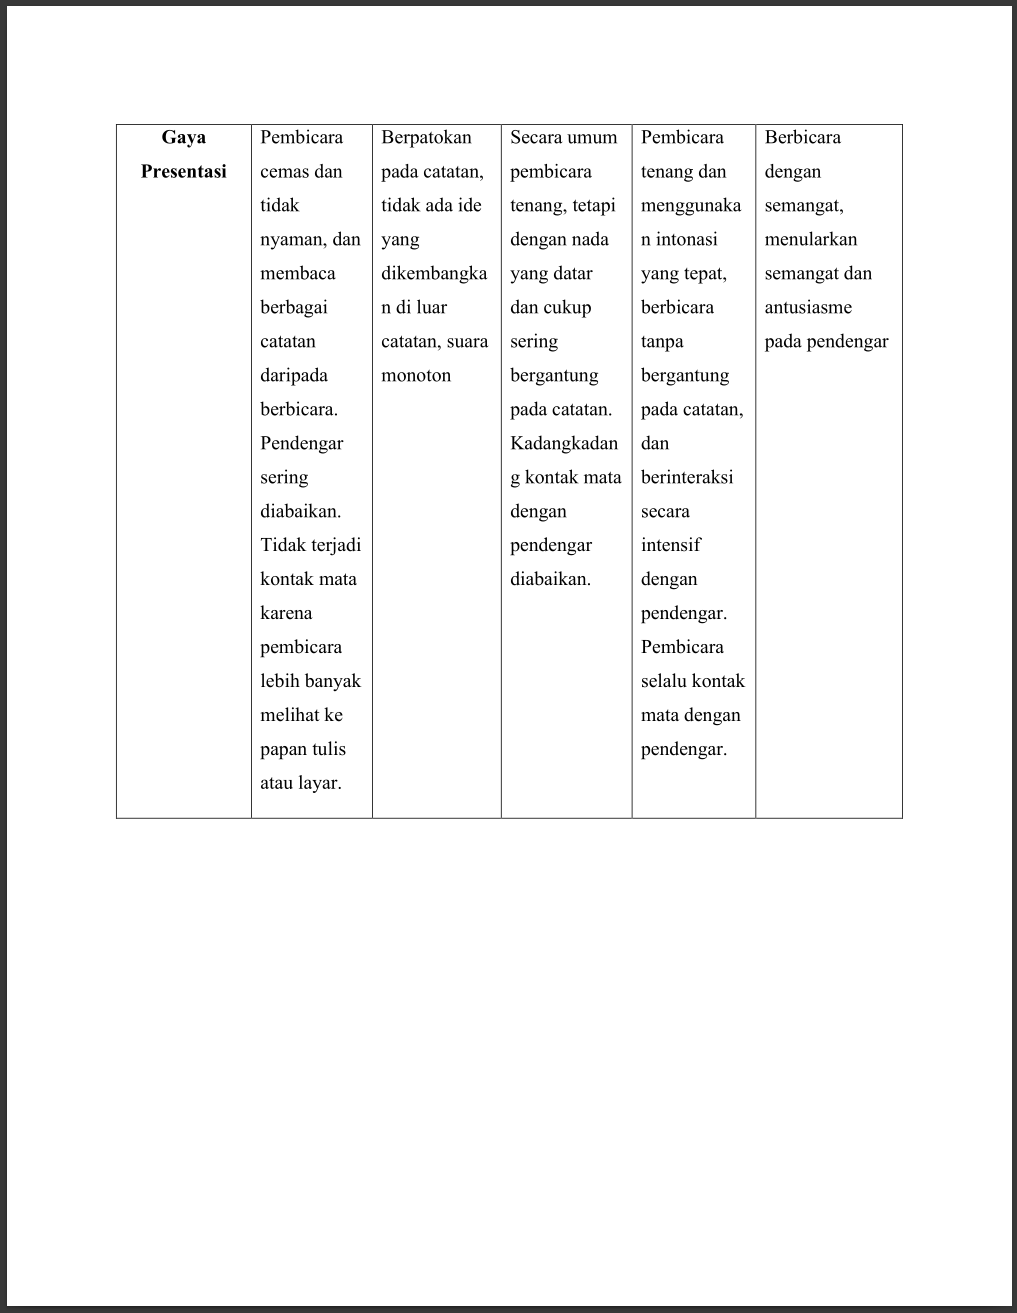 Gaya
Presentasi
Pembicara
cemas dan
tidak
nyaman, dan
membaca
berbagai
catatan
daripada
berbicara.
Pendengar
sering
diabaikan.
Tidak terjadi
kontak mata
karena
pembicara
lebih banyak
melihat ke
papan tulis
atau layar.
Berpatokan
pada catatan,
tidak ada ide
yang
dikembangka
n di luar
catatan, suara
monoton
Secara umum
pembicara
tenang, tetapi
dengan nada
yang datar
dan cukup
sering
bergantung
pada catatan.
Kadangkadan
g kontak mata
dengan
pendengar
diabaikan.
Pembicara
tenang dan
menggunaka
n intonasi
yang tepat,
berbicara
tanpa
bergantung
pada catatan,
dan
berinteraksi
secara
intensif
dengan
pendengar.
Pembicara
selalu kontak
mata dengan
pendengar.
Berbicara
dengan
semangat,
menularkan
semangat dan
antusiasme
pada pendengar